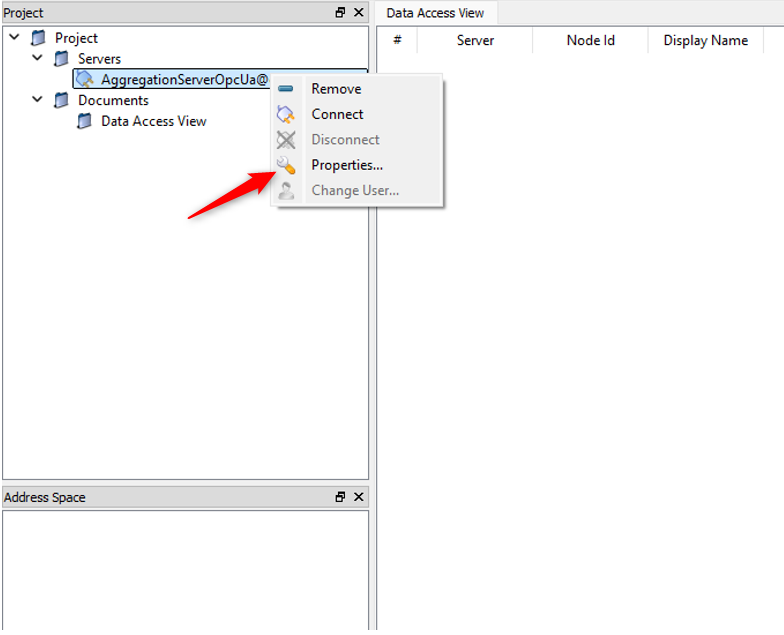 Project
Project
Servers
AggregationServerOpcUa@
Documents
Data Access View
Remove
Connect
Disconnect
Properties...
Change User...
Address Space
Data Access View
# Server Node Id Display Name